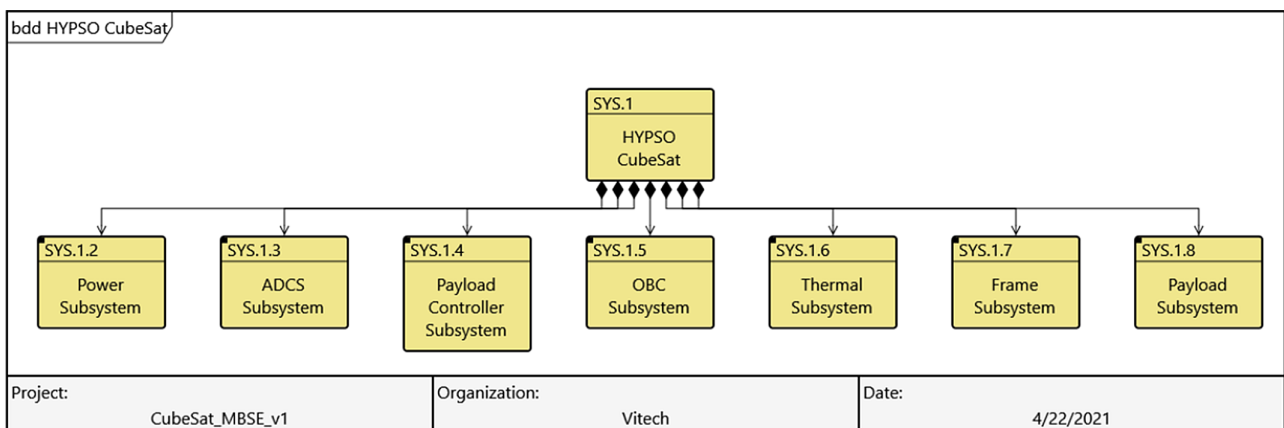 bdd HYPSO CubeSat
SYS.1
HYPSO
CubeSat
SYS.1.2
Power
Subsystem
SYS.1.3
ADCS
Subsystem
SYS.1.4
Payload
Controller
Subsystem
SYS.1.5
OBC
Subsystem
SYS.1.6
Thermal
Subsystem
SYS.1.7
Frame
Subsystem
SYS.1.8
Payload
Subsystem
Project:
CubeSat_MBSE_v1
Organization:
Vitech
Date:
4/22/2021